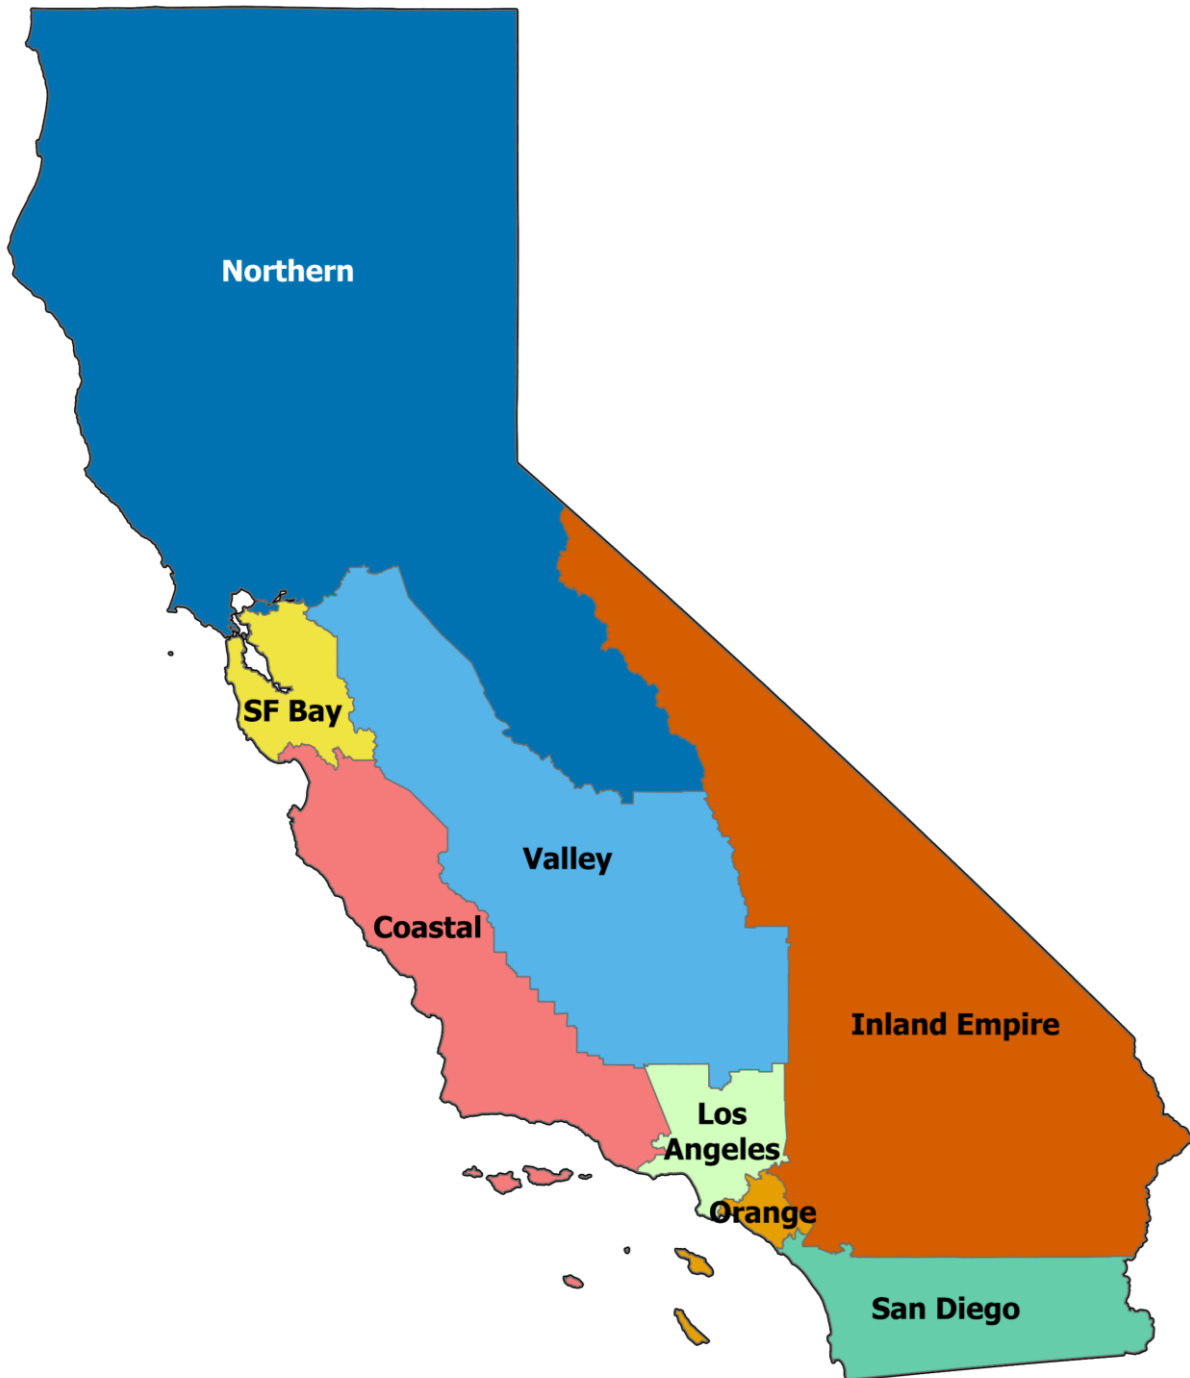 Northern
SF Bay
Valley
Coastal
Inland Empire
Los
Angeles
Orange
San Diego